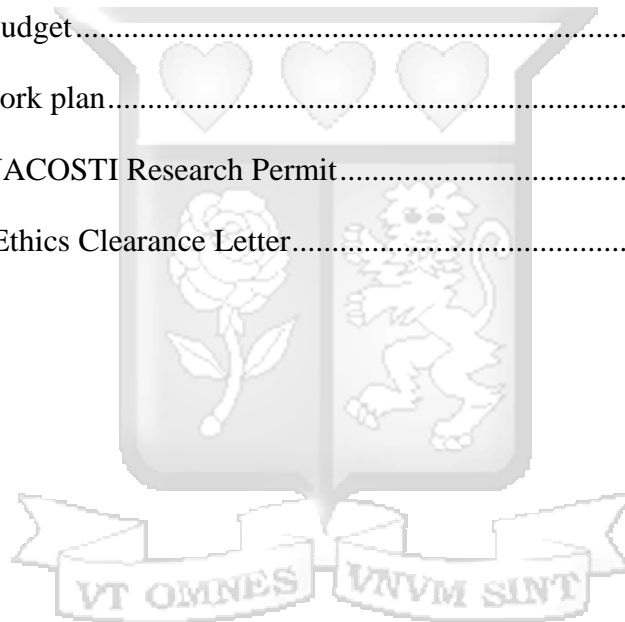 udget.............................................................................
ork plan.........................................................................
ACOSTI Research Permit............................................
Ethics Clearance Letter..................................................
VT OMNES VNVM SINT